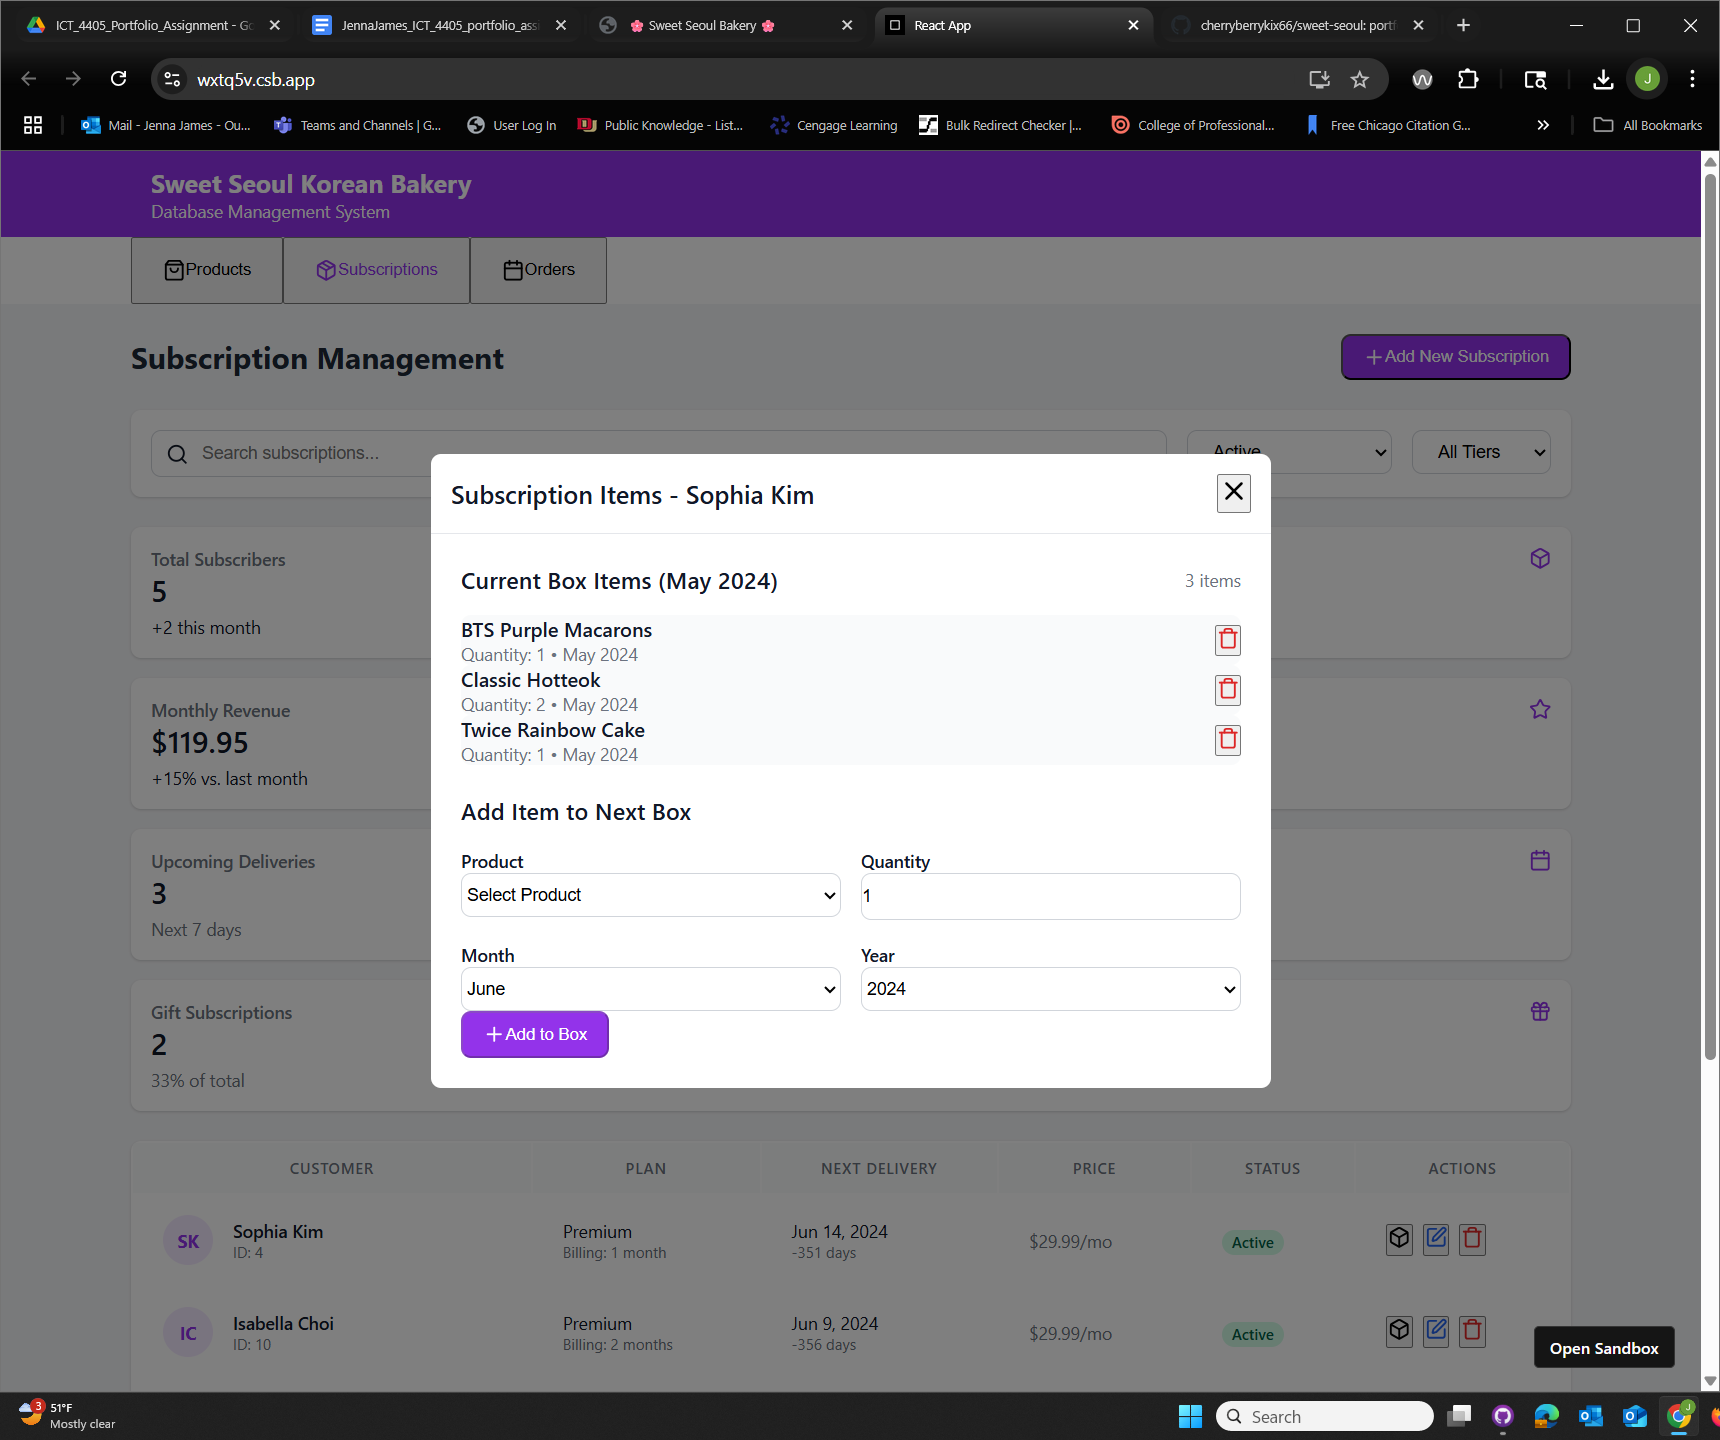 ICT_4405_Portfolio_Assignment - Go
JennaJames_ICT_4405_portfolio_ass
🌸 Sweet Seoul Bakery 🌸
React App
cherryberrykix66/sweet-seoul: portf
wxtq5v.csb.app
J
Mail - Jenna James - Ou...
Teams and Channels | G...
User Log In
Public Knowledge - List...
Cengage Learning
Bulk Redirect Checker |...
College of Professional...
Free Chicago Citation G...
All Bookmarks
Sweet Seoul Korean Bakery
Database Management System
Products
Subscriptions
Orders
Subscription Management
Add New Subscription
Search subscriptions...
Active
All Tiers
Subscription Items - Sophia Kim
Current Box Items (May 2024)
3 items
BTS Purple Macarons
Quantity: 1 • May 2024
Classic Hotteok
Quantity: 2 • May 2024
Twice Rainbow Cake
Quantity: 1 • May 2024
Add Item to Next Box
Product
Quantity
Select Product
1
Month
Year
June
2024
Add to Box
Total Subscribers
5
+2 this month
Monthly Revenue
$119.95
+15% vs. last month
Upcoming Deliveries
3
Next 7 days
Gift Subscriptions
2
33% of total
CUSTOMER
PLAN
NEXT DELIVERY
PRICE
STATUS
ACTIONS
SK
Sophia Kim
ID: 4
Premium
Billing: 1 month
Jun 14, 2024
-351 days
$29.99/mo
Active
IC
Isabella Choi
ID: 10
Premium
Billing: 2 months
Jun 9, 2024
-356 days
$29.99/mo
Active
Open Sandbox
3
51°F
Mostly clear
Search
J